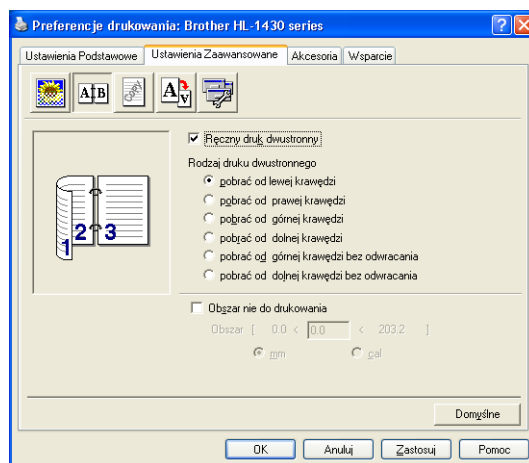 Preferencje drukowania: Brother HL-1430 series
Ustawienia Podstawowe Ustawienia Zaawansowane Akcesoria Wsparcie
A B
A A
Ręczny druk dwustronny
Rodzaj druku dwustronnego
pobrać od lewej krawędzi
pobrać od prawej krawędzi
pobrać od górnej krawędzi
pobrać od dolnej krawędzi
pobrać od górnej krawędzi bez odwracania
pobrać od dolnej krawędzi bez odwracania
1 2 3
Obszar nie do drukowania
Obszar [ 0.0 < 0.0 < 203.2 ]
mm cal
Domyślne
OK Anuluj Zastosuj Pomoc